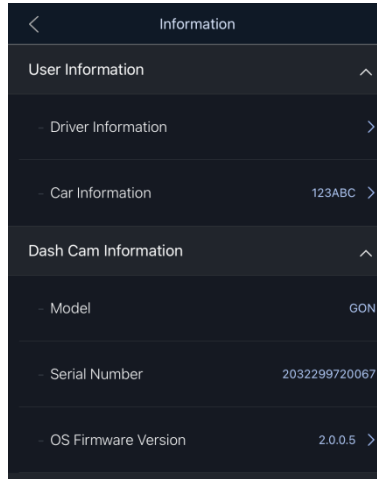 Information
User Information
- Driver Information
- Car Information 123ABC
Dash Cam Information
- Model GON
- Serial Number 2032299720067
- OS Firmware Version 2.0.0.5